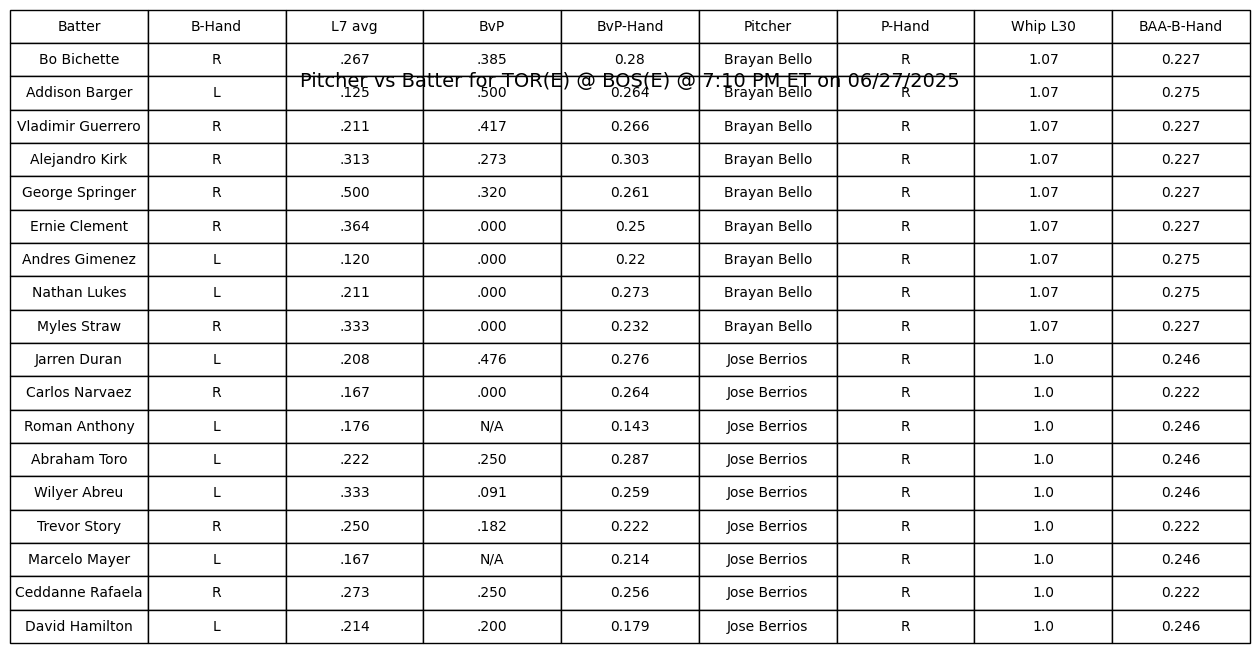 Batter B-Hand L7 avg BvP BvP-Hand Pitcher P-Hand Whip L30 BAA-B-Hand
Bo Bichette R .267 .385 0.28 Brayan Bello R 1.07 0.227
Pitcher vs Batter for TOR(E) @ BOS(E) @ 7:10 PM ET on 06/27/2025
Addison Barger L .125 .500 0.264 Brayan Bello R 1.07 0.275
Vladimir Guerrero R .211 .417 0.266 Brayan Bello R 1.07 0.227
Alejandro Kirk R .313 .273 0.303 Brayan Bello R 1.07 0.227
George Springer R .500 .320 0.261 Brayan Bello R 1.07 0.227
Ernie Clement R .364 .000 0.25 Brayan Bello R 1.07 0.227
Andres Gimenez L .120 .000 0.22 Brayan Bello R 1.07 0.275
Nathan Lukes L .211 .000 0.273 Brayan Bello R 1.07 0.275
Myles Straw R .333 .000 0.232 Brayan Bello R 1.07 0.227
Jarren Duran L .208 .476 0.276 Jose Berrios R 1.0 0.246
Carlos Narvaez R .167 .000 0.264 Jose Berrios R 1.0 0.222
Roman Anthony L .176 N/A 0.143 Jose Berrios R 1.0 0.246
Abraham Toro L .222 .250 0.287 Jose Berrios R 1.0 0.246
Wilyer Abreu L .333 .091 0.259 Jose Berrios R 1.0 0.246
Trevor Story R .250 .182 0.222 Jose Berrios R 1.0 0.222
Marcelo Mayer L .167 N/A 0.214 Jose Berrios R 1.0 0.246
Ceddanne Rafaela R .273 .250 0.256 Jose Berrios R 1.0 0.222
David Hamilton L .214 .200 0.179 Jose Berrios R 1.0 0.246